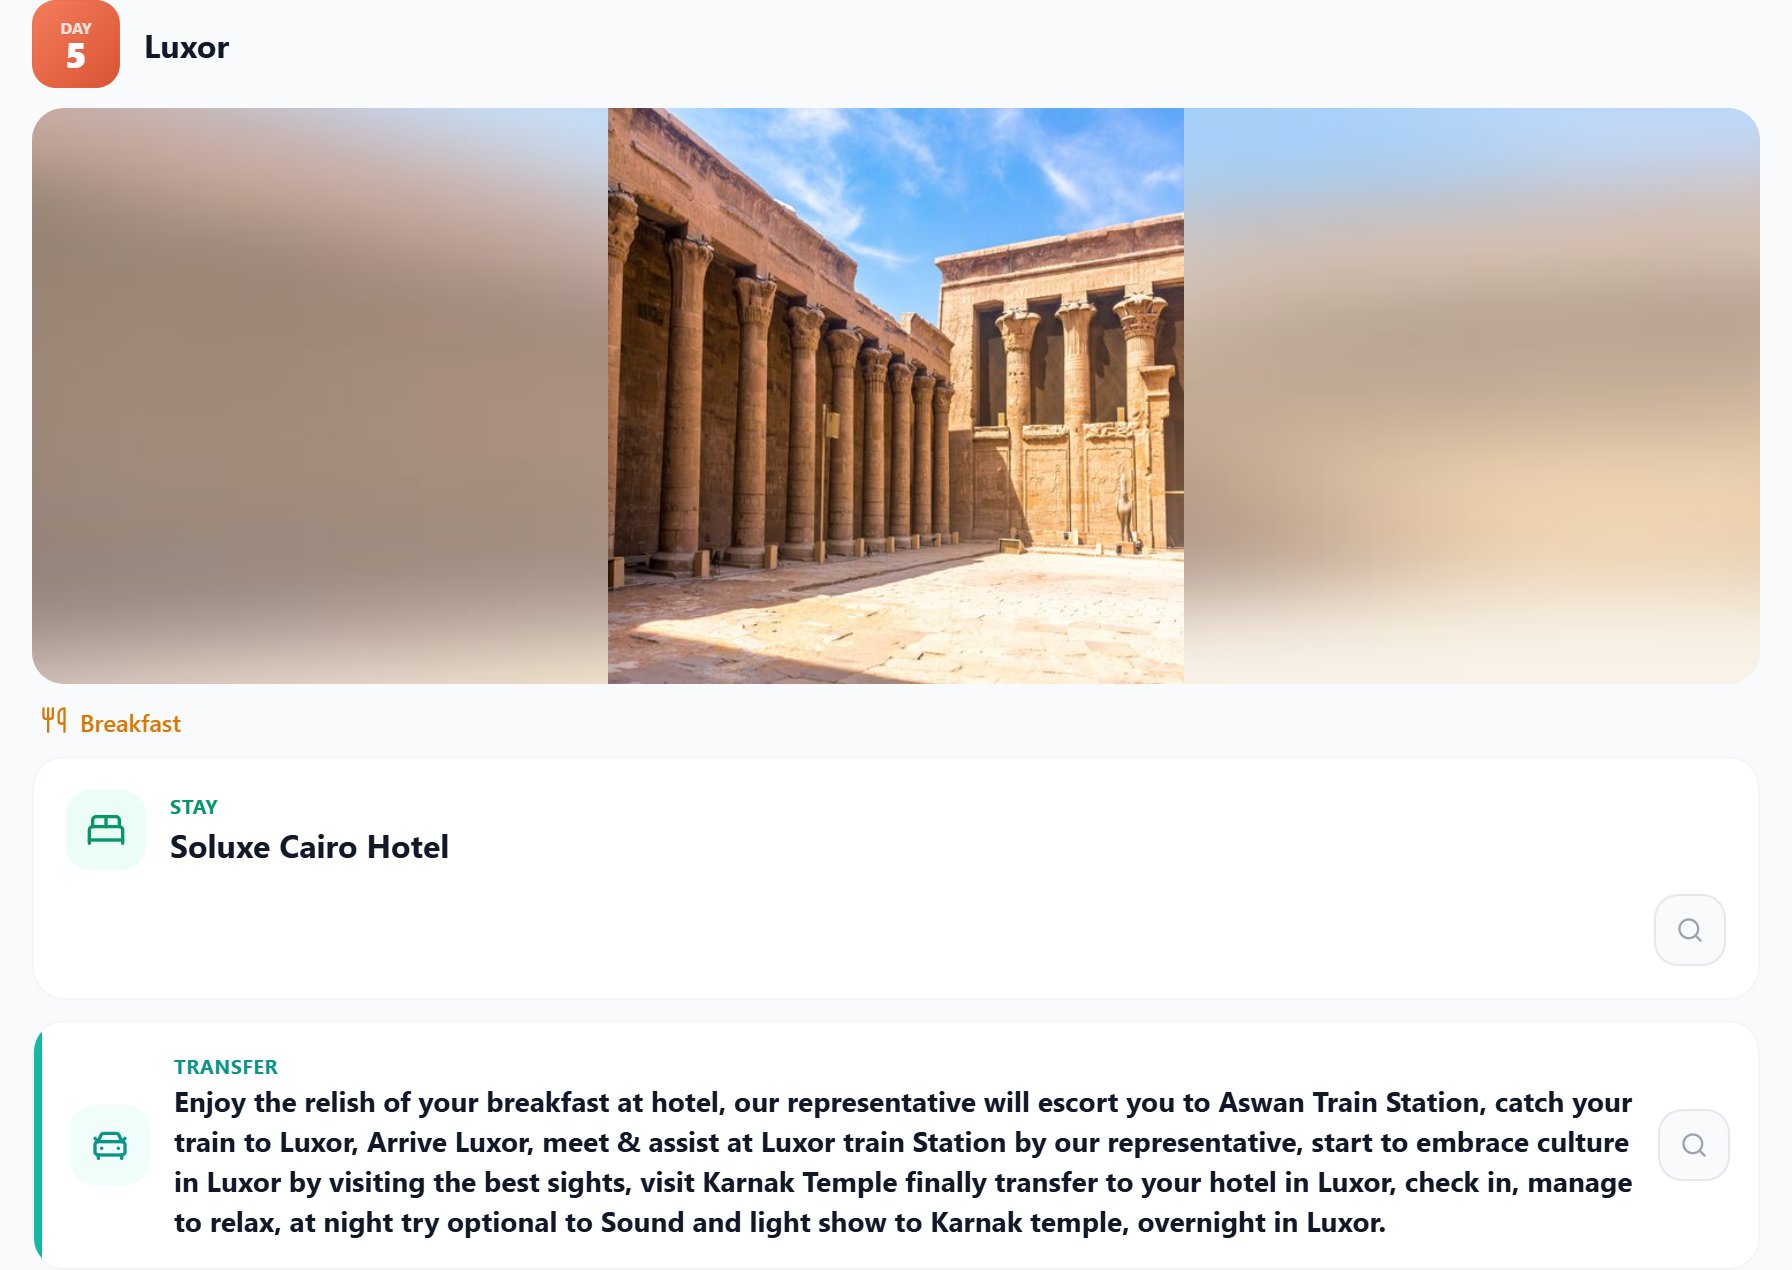 DAY
5
Luxor
Breakfast
STAY
Soluxe Cairo Hotel
TRANSFER
Enjoy the relish of your breakfast at hotel, our representative will escort you to Aswan Train Station, catch your
train to Luxor, Arrive Luxor, meet & assist at Luxor train Station by our representative, start to embrace culture
in Luxor by visiting the best sights, visit Karnak Temple finally transfer to your hotel in Luxor, check in, manage
to relax, at night try optional to Sound and light show to Karnak temple, overnight in Luxor.